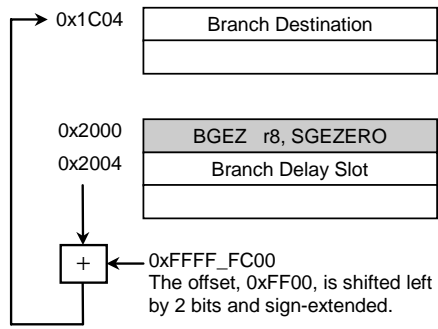 0x1C04 Branch Destination
0x2000 BGEZ r8, SGEZERO
0x2004 Branch Delay Slot
+
0xFFFF_FC00
The offset, 0xFF00, is shifted left
by 2 bits and sign-extended.